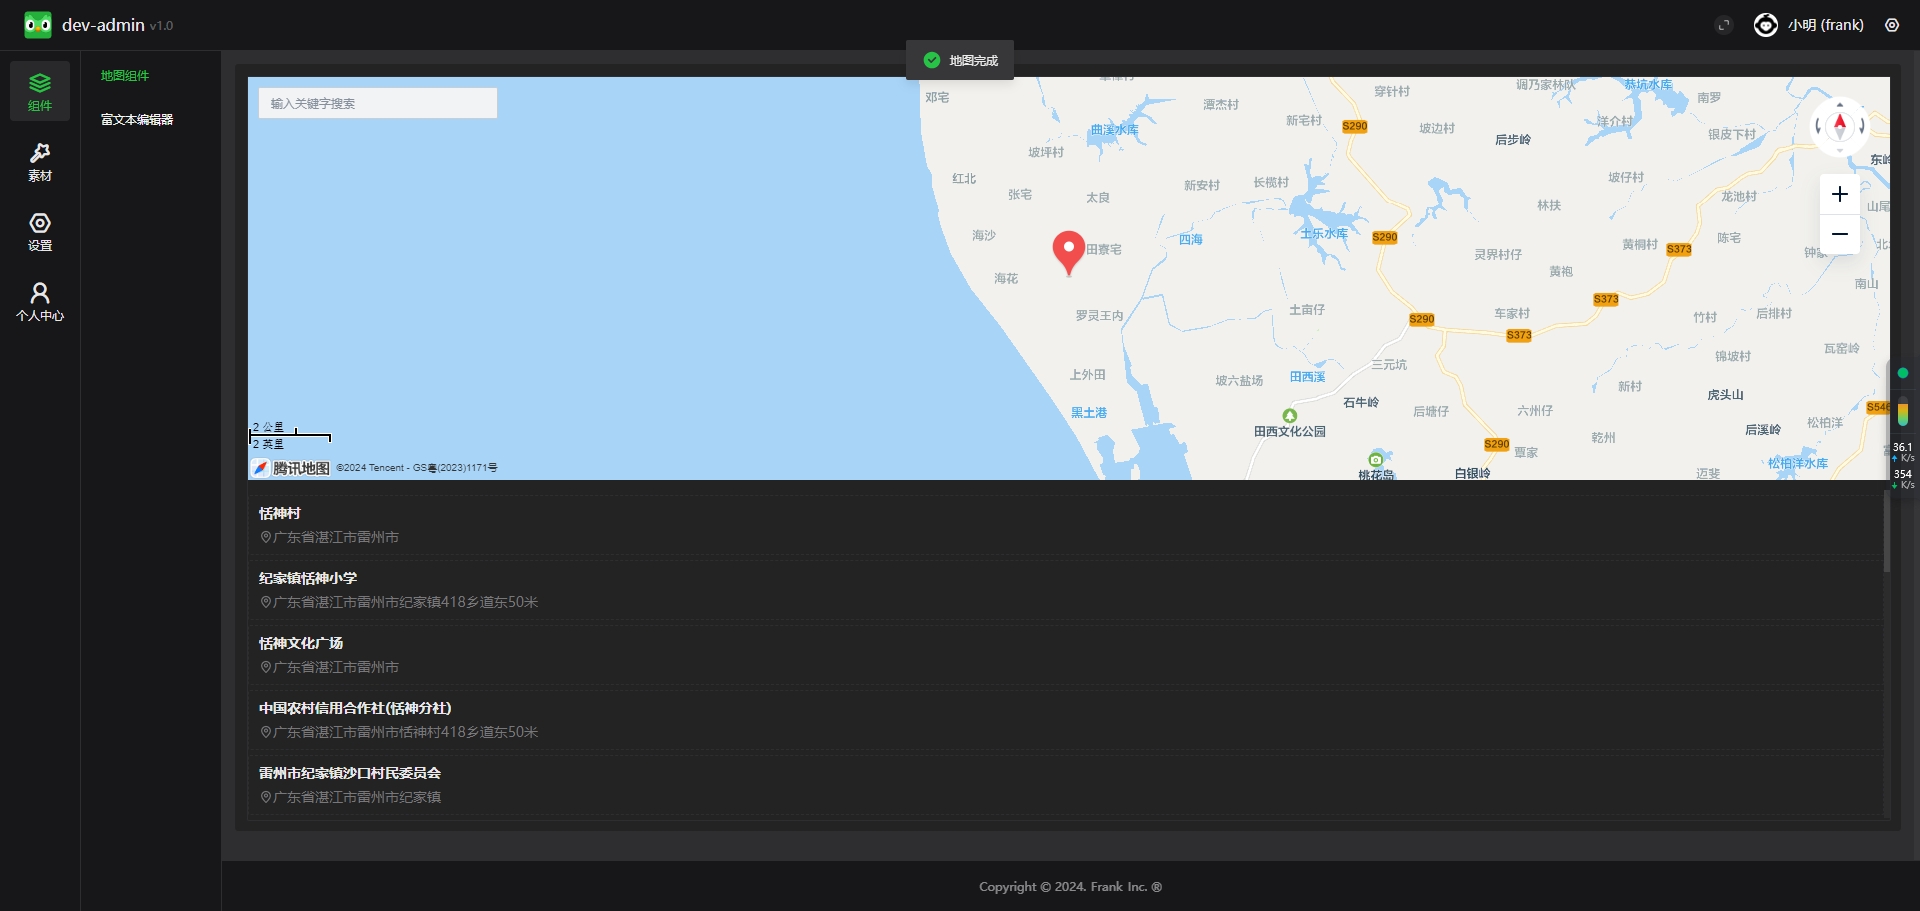 dev-admin v1.0
小明 (frank)
地图完成
组件
素材
设置
个人中心
地图组件
富文本编辑器
输入关键字搜索
邓宅
潭杰村
穿针村
调乃家林队
恭坑水库
南罗
曲溪水库
新宅村
S290
坡边村
后步岭
洋介村
银皮下村
坡坪村
东岭
红北
张宅
太良
新安村
长榄村
坡仔村
林扶
龙池村
山尾
海沙
四海
土乐水库
S290
黄桐村
S373
陈宅
田寮宅
灵界村仔
黄袍
海花
南山
罗灵王内
土亩仔
S290
车家村
S373
S373
竹村
后排村
瓦窑岭
锦坡村
上外田
坡六盐场
田西溪
三元坑
新村
虎头山
黑土港
石牛岭
后塘仔
六州仔
S546
田西文化公园
S290
覃家
乾州
后溪岭
松柏洋
桃花岛
白银岭
迈斐
松柏洋水库
2 公里
2 英里
腾讯地图 ©2024 Tencent - GS粤(2023)1171号
36.1
K/s
354
K/s
恬神村
广东省湛江市雷州市
纪家镇恬神小学
广东省湛江市雷州市纪家镇418乡道东50米
恬神文化广场
广东省湛江市雷州市
中国农村信用合作社(恬神分社)
广东省湛江市雷州市恬神村418乡道东50米
雷州市纪家镇沙口村民委员会
广东省湛江市雷州市纪家镇
Copyright © 2024. Frank Inc. ®